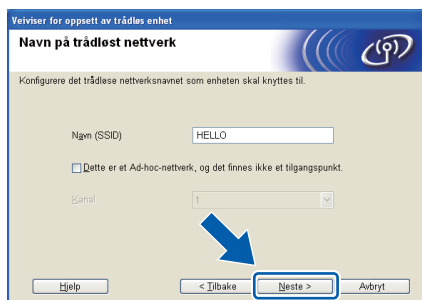 Veiviser for oppsett av trådløs enhet
Navn på trådløst nettverk
Konfigurere det trådløse nettverksnavnet som enheten skal knyttes til.
Navn (SSID) HELLO
Dette er et Ad-hoc-nettverk, og det finnes ikke et tilgangspunkt.
Kanal 1
Hjelp < Tilbake Neste > Avbryt